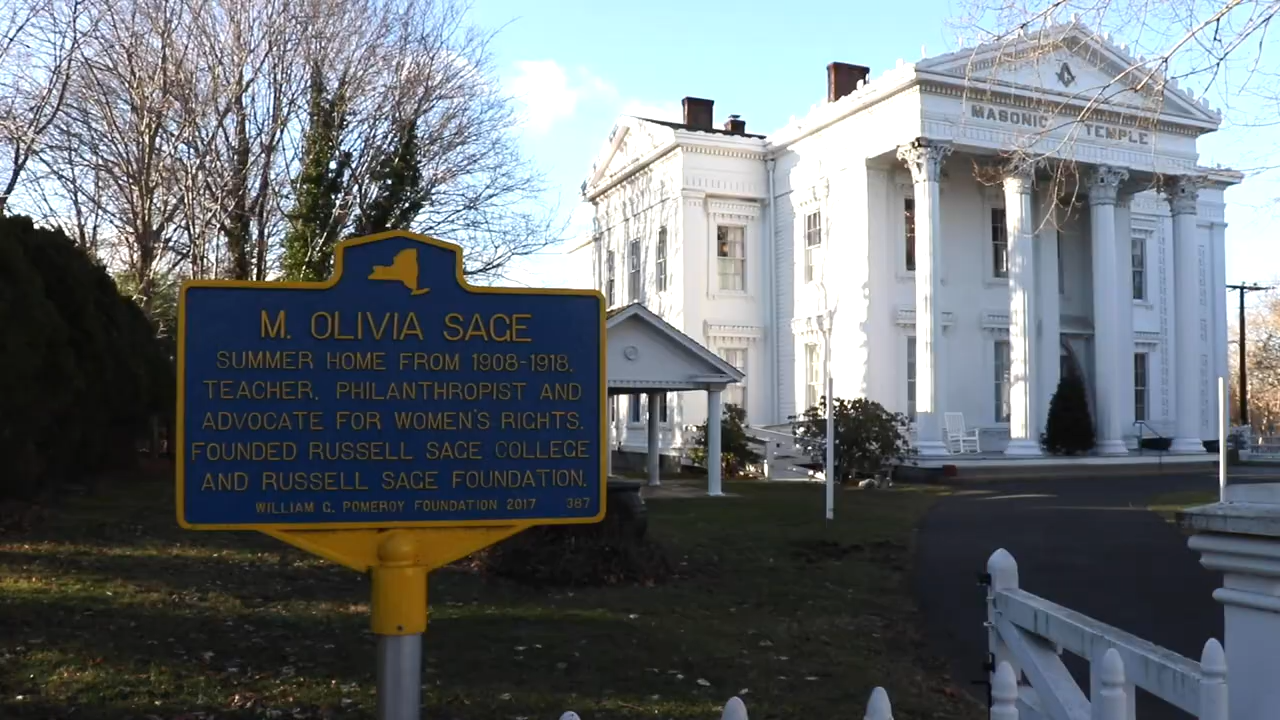 MASONIC TEMPLE
M. OLIVIA SAGE
SUMMER HOME FROM 1908-1918.
TEACHER, PHILANTHROPIST AND
ADVOCATE FOR WOMEN'S RIGHTS.
FOUNDED RUSSELL SAGE COLLEGE
AND RUSSELL SAGE FOUNDATION.
WILLIAM G. POMEROY FOUNDATION 2017 387